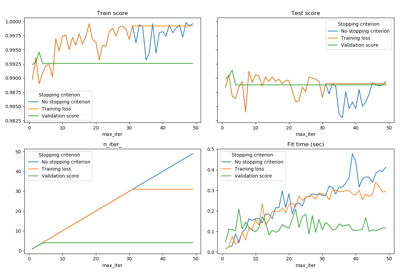 Train score
1.0000
0.9975
0.9950
0.9925
0.9900
0.9875
0.9850
0.9825
Stopping criterion
No stopping criterion
Training loss
Validation score
0 10 20 30 40 50
max_iter
Test score
Stopping criterion
No stopping criterion
Training loss
Validation score
0 10 20 30 40 50
max_iter
n_iter_
50
40
30
20
10
0
Stopping criterion
No stopping criterion
Training loss
Validation score
0 10 20 30 40 50
max_iter
Fit time (sec)
0.5
0.4
0.3
0.2
0.1
0.0
Stopping criterion
No stopping criterion
Training loss
Validation score
0 10 20 30 40 50
max_iter